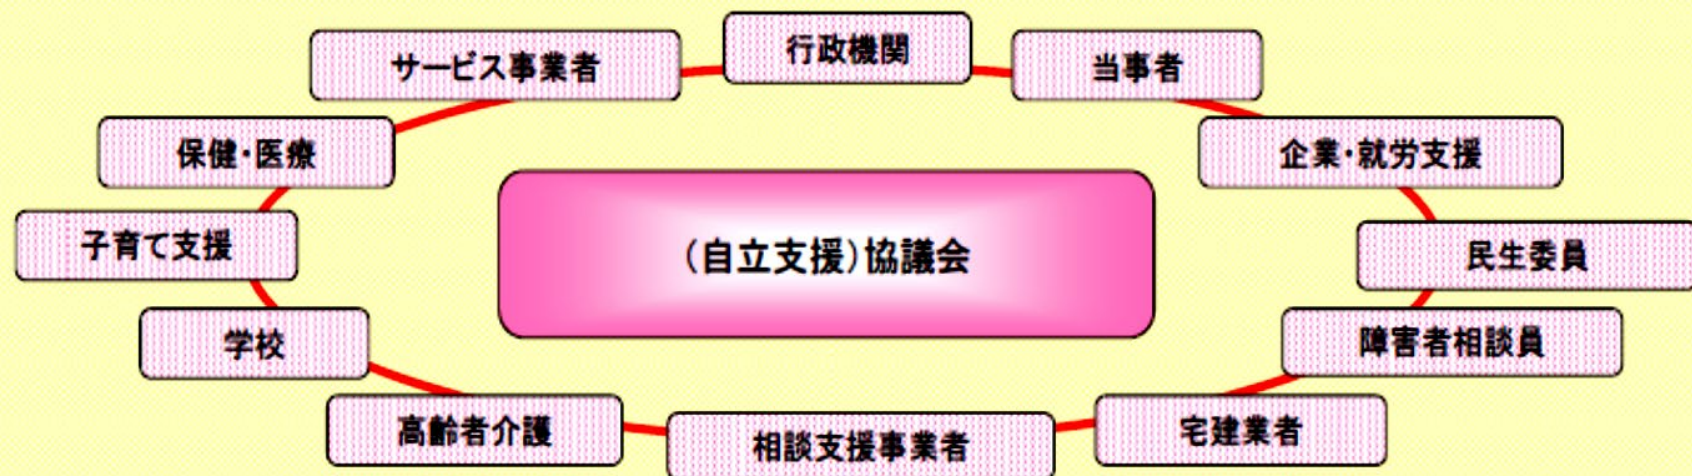 行政機関
サービス事業者
当事者
保健・医療
企業・就労支援
子育て支援
(自立支援)協議会
民生委員
学校
障害者相談員
高齢者介護
相談支援事業者
宅建業者